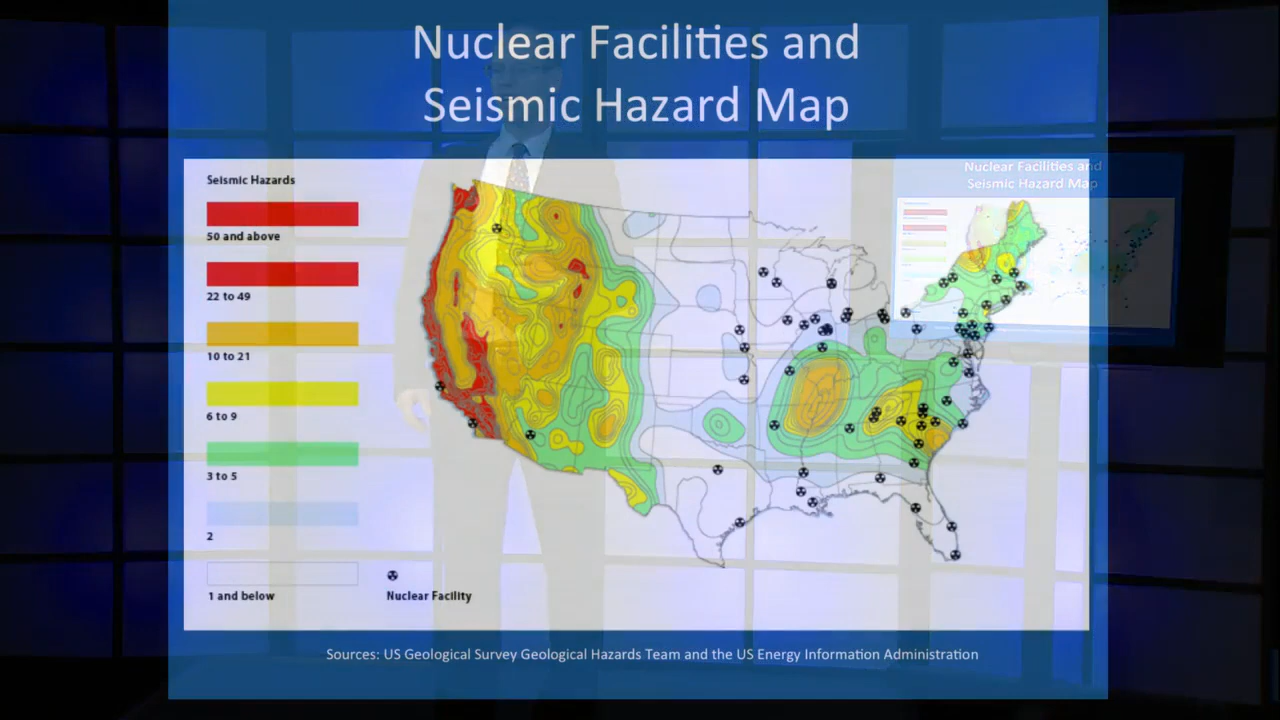 Nuclear Facilities and
Seismic Hazard Map
Nuclear Facilities and
Seismic Hazard Map
Seismic Hazards
50 and above
22 to 49
10 to 21
6 to 9
3 to 5
2
1 and below
Nuclear Facility
Sources: US Geological Survey Geological Hazards Team and the US Energy Information Administration